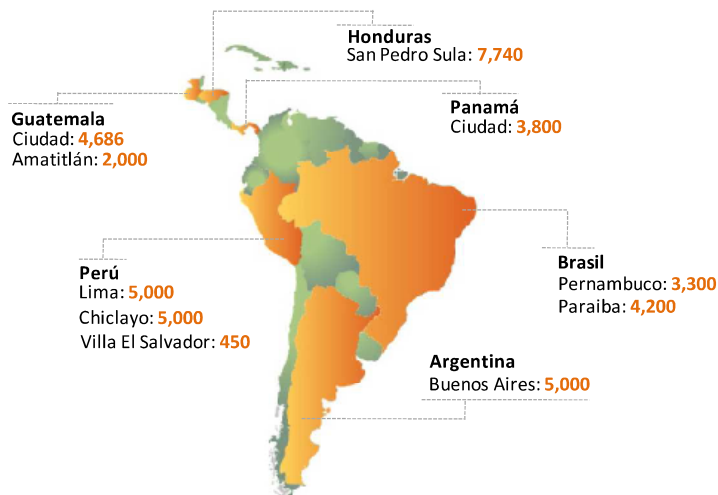 Honduras
San Pedro Sula: 7,740
Guatemala
Ciudad: 4,686
Amatitlán: 2,000
Panamá
Ciudad: 3,800
Perú
Lima: 5,000
Chiclayo: 5,000
Villa El Salvador: 450
Brasil
Pernambuco: 3,300
Paraiba: 4,200
Argentina
Buenos Aires: 5,000